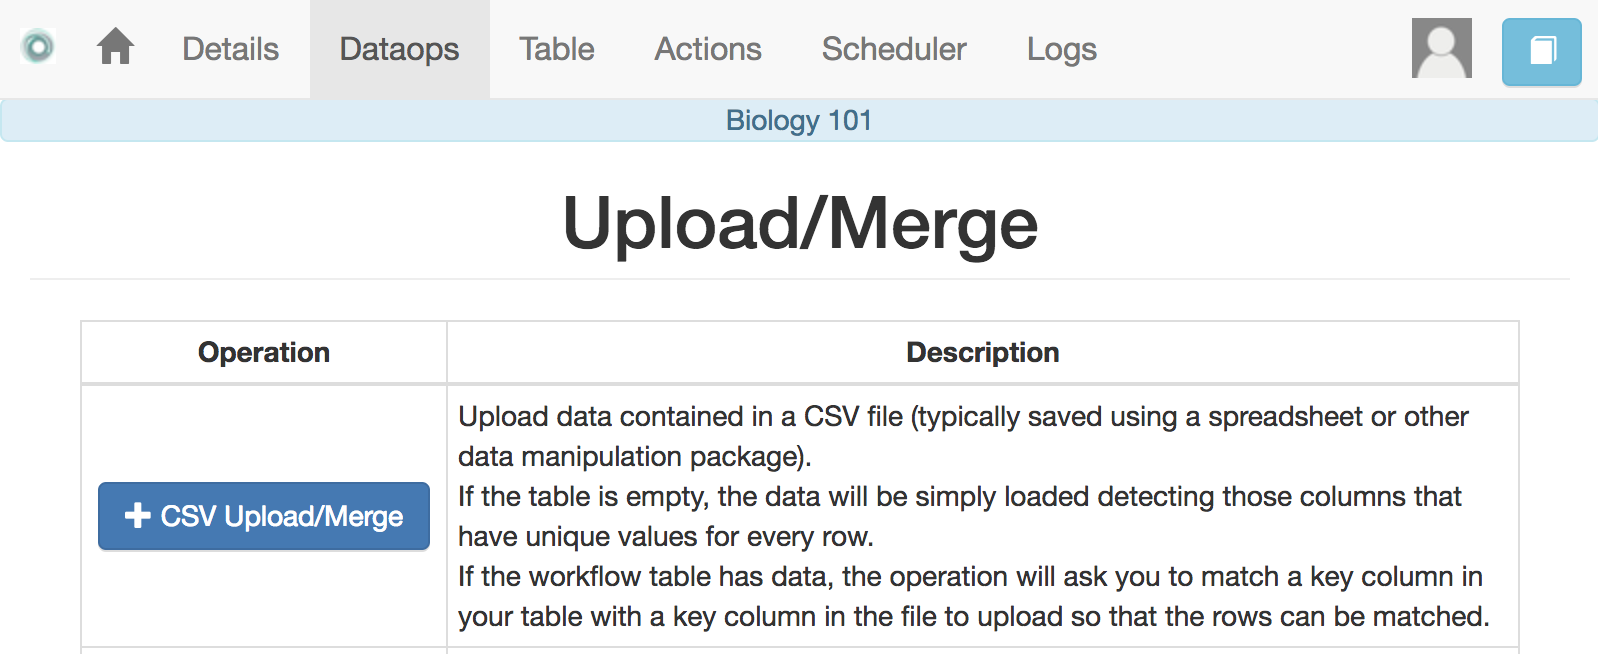 Details Dataops Table Actions Scheduler Logs
Biology 101
Upload/Merge
Operation Description
Upload data contained in a CSV file (typically saved using a spreadsheet or other
data manipulation package).
If the table is empty, the data will be simply loaded detecting those columns that
CSV Upload/Merge
have unique values for every row.
If the workflow table has data, the operation will ask you to match a key column in
your table with a key column in the file to upload so that the rows can be matched.